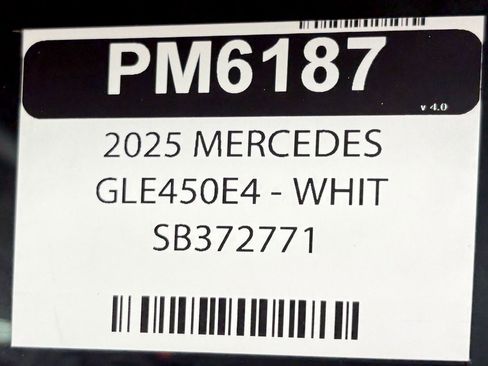 PM6187
v 4.0
2025 MERCEDES
GLE450E4 - WHIT
SB372771